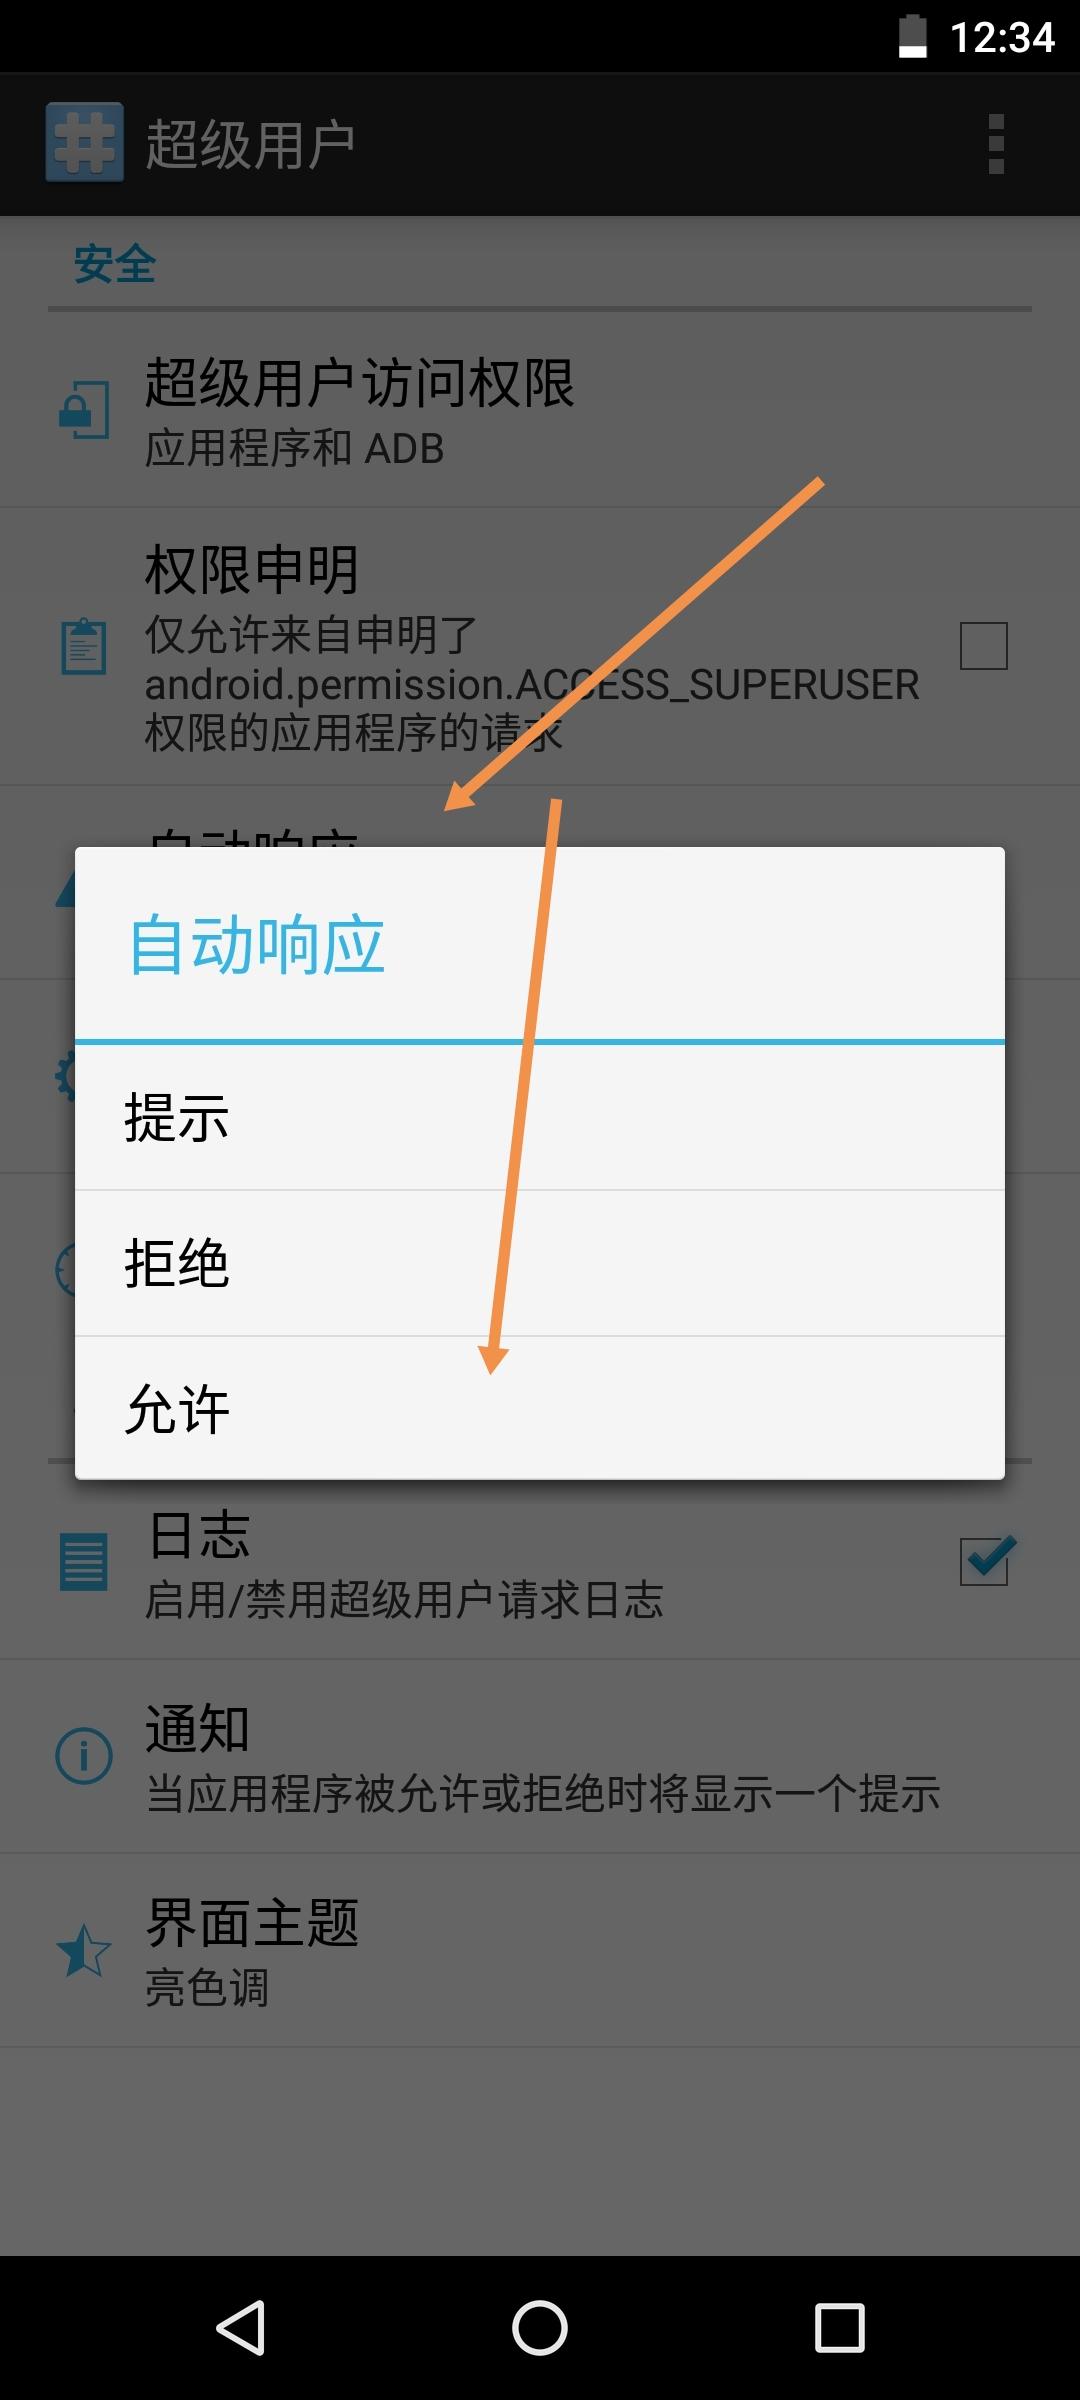 12:34
超级用户
安全
超级用户访问权限
应用程序和 ADB
权限申明
仅允许来自申明了
android.permission.ACCESS_SUPERUSER
权限的应用程序的请求
自动响应
自动响应
提示
拒绝
允许
日志
启用/禁用超级用户请求日志
通知
当应用程序被允许或拒绝时将显示一个提示
界面主题
亮色调